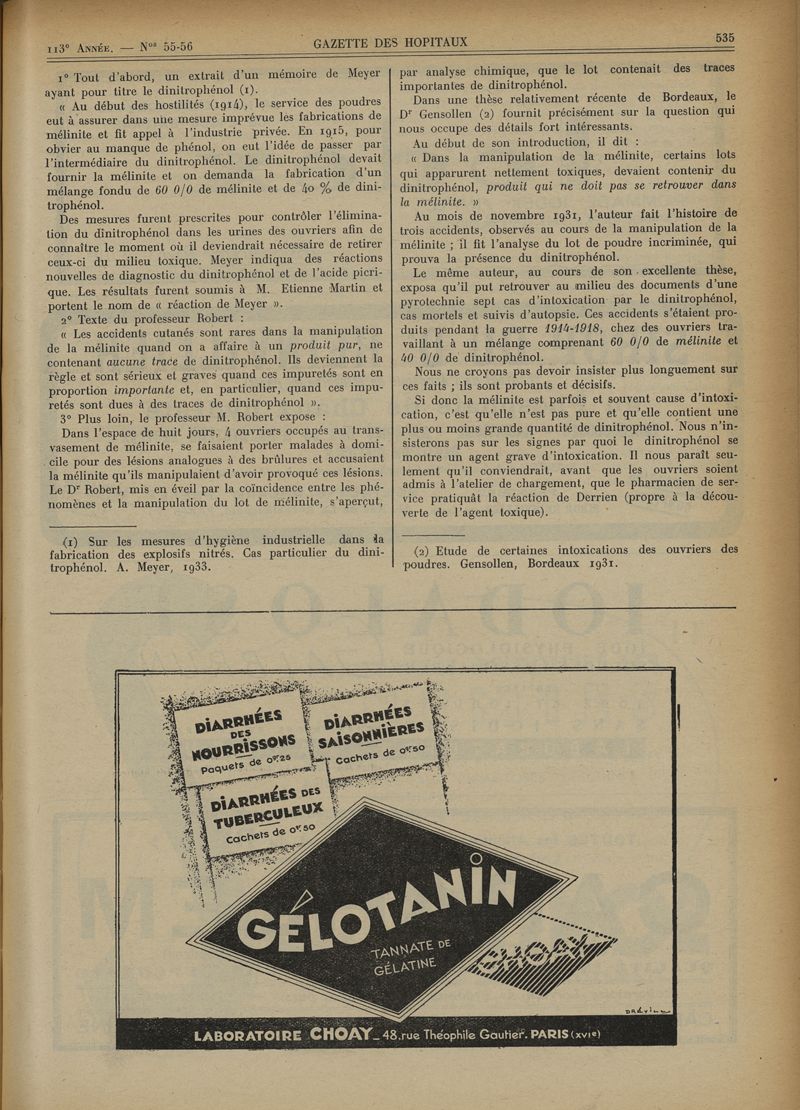 113° ANNÉE. — Nos 55-56
GAZETTE DES HOPITAUX
535
1° Tout d'abord, un extrait d'un mémoire de Meyer
ayant pour titre le dinitrophénol (1).
« Au début des hostilités (1914), le service des poudres
eut à assurer dans une mesure imprévue les fabrications de
mélinite et fit appel à l'industrie privée. En 1915, pour
obvier au manque de phénol, on eut l'idée de passer par
l'intermédiaire du dinitrophénol. Le dinitrophénol devait
fournir la mélinite et on demanda la fabrication d'un
mélange fondu de 60 0/0 de mélinite et de 40 % de dini-
trophénol.
Des mesures furent prescrites pour contrôler l'élimina-
tion du dinitrophénol dans les urines des ouvriers afin de
connaître le moment où il deviendrait nécessaire de retirer
ceux-ci du milieu toxique. Meyer indiqua des réactions
nouvelles de diagnostic du dinitrophénol et de l'acide picri-
que. Les résultats furent soumis à M. Etienne Martin et
portent le nom de « réaction de Meyer ».
2° Texte du professeur Robert :
« Les accidents cutanés sont rares dans la manipulation
de la mélinite quand on a affaire à un produit pur, ne
contenant aucune trace de dinitrophénol. Ils deviennent la
règle et sont sérieux et graves quand ces impuretés sont en
proportion importante et, en particulier, quand ces impu-
retés sont dues à des traces de dinitrophénol ».
3° Plus loin, le professeur M. Robert expose :
Dans l'espace de huit jours, 4 ouvriers occupés au trans-
vasement de mélinite, se faisaient porter malades à domi-
cile pour des lésions analogues à des brûlures et accusaient
la mélinite qu'ils manipulaient d'avoir provoqué ces lésions.
Le Dr Robert, mis en éveil par la coïncidence entre les phé-
nomènes et la manipulation du lot de mélinite, s'aperçut,
(1) Sur les mesures d'hygiène industrielle dans la
fabrication des explosifs nitrés. Cas particulier du dini-
trophénol. A. Meyer, 1933.
par analyse chimique, que le lot contenait des traces
importantes de dinitrophénol.
Dans une thèse relativement récente de Bordeaux, le
Dr Gensollen (2) fournit précisément sur la question qui
nous occupe des détails fort intéressants.
Au début de son introduction, il dit :
« Dans la manipulation de la mélinite, certains lots
qui apparurent nettement toxiques, devaient contenir du
dinitrophénol, produit qui ne doit pas se retrouver dans
la mélinite. »
Au mois de novembre 1931, l'auteur fait l'histoire de
trois accidents, observés au cours de la manipulation de la
mélinite ; il fit l'analyse du lot de poudre incriminée, qui
prouva la présence du dinitrophénol.
Le même auteur, au cours de son excellente thèse,
exposa qu'il put retrouver au milieu des documents d'une
pyrotechnie sept cas d'intoxication par le dinitrophénol,
cas mortels et suivis d'autopsie. Ces accidents s'étaient pro-
duits pendant la guerre 1914-1918, chez des ouvriers tra-
vaillant à un mélange comprenant 60 0/0 de mélinite et
40 0/0 de dinitrophénol.
Nous ne croyons pas devoir insister plus longuement sur
ces faits ; ils sont probants et décisifs.
Si donc la mélinite est parfois et souvent cause d'intoxi-
cation, c'est qu'elle n'est pas pure et qu'elle contient une
plus ou moins grande quantité de dinitrophénol. Nous n'in-
sisterons pas sur les signes par quoi le dinitrophénol se
montre un agent grave d'intoxication. Il nous paraît seu-
lement qu'il conviendrait, avant que les ouvriers soient
admis à l'atelier de chargement, que le pharmacien de ser-
vice pratiquât la réaction de Derrien (propre à la décou-
verte de l'agent toxique).
(2) Etude de certaines intoxications des ouvriers des
poudres. Gensollen, Bordeaux 1931.
DIARRHÉES
DES
NOURRISSONS
Paquets de 0gr25
DIARRHÉES
SAISONNIÈRES
Cachets de 0gr50
DIARRHÉES DES
TUBERCULEUX
Cachets de 0gr50
GÉLOTANIN
TANNATE DE
GÉLATINE
CHOAY
LABORATOIRE CHOAY_48.rue Théophile Gautier. PARIS (XVIe)